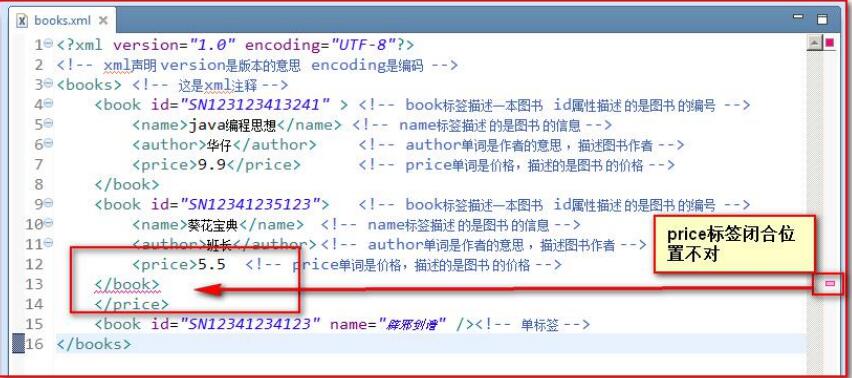 books.xml
1 <?xml version="1.0" encoding="UTF-8"?>
2 <!-- xml声明 version是版本的意思 encoding是编码 -->
3 <books> <!-- 这是xml注释 -->
4 <book id="SN123123413241" > <!-- book标签描述一本图书 id属性描述 的是图书 的编号 -->
5 <name>java编程思想</name> <!-- name标签描述 的是图书 的信息 -->
6 <author>华仔</author> <!-- author单词是作者的意思 ，描述图书作者 -->
7 <price>9.9</price> <!-- price单词是价格，描述的是图书 的价格 -->
8 </book>
9 <book id="SN12341235123"> <!-- book标签描述一本图书 id属性描述 的是图书 的编号 -->
10 <name>葵花宝典</name> <!-- name标签描述 的是图书 的信息 -->
11 <author>班长</author><!-- author单词是作者的意思 ，描述图书作者 -->
12 <price>5.5 <!-- price单词是价格，描述的是图书 的价格 -->
13 </book>
14 </price>
15 <book id="SN12341234123" name="辟邪剑谱" /><!-- 单标签 -->
16 </books>
price标签闭合位
置不对